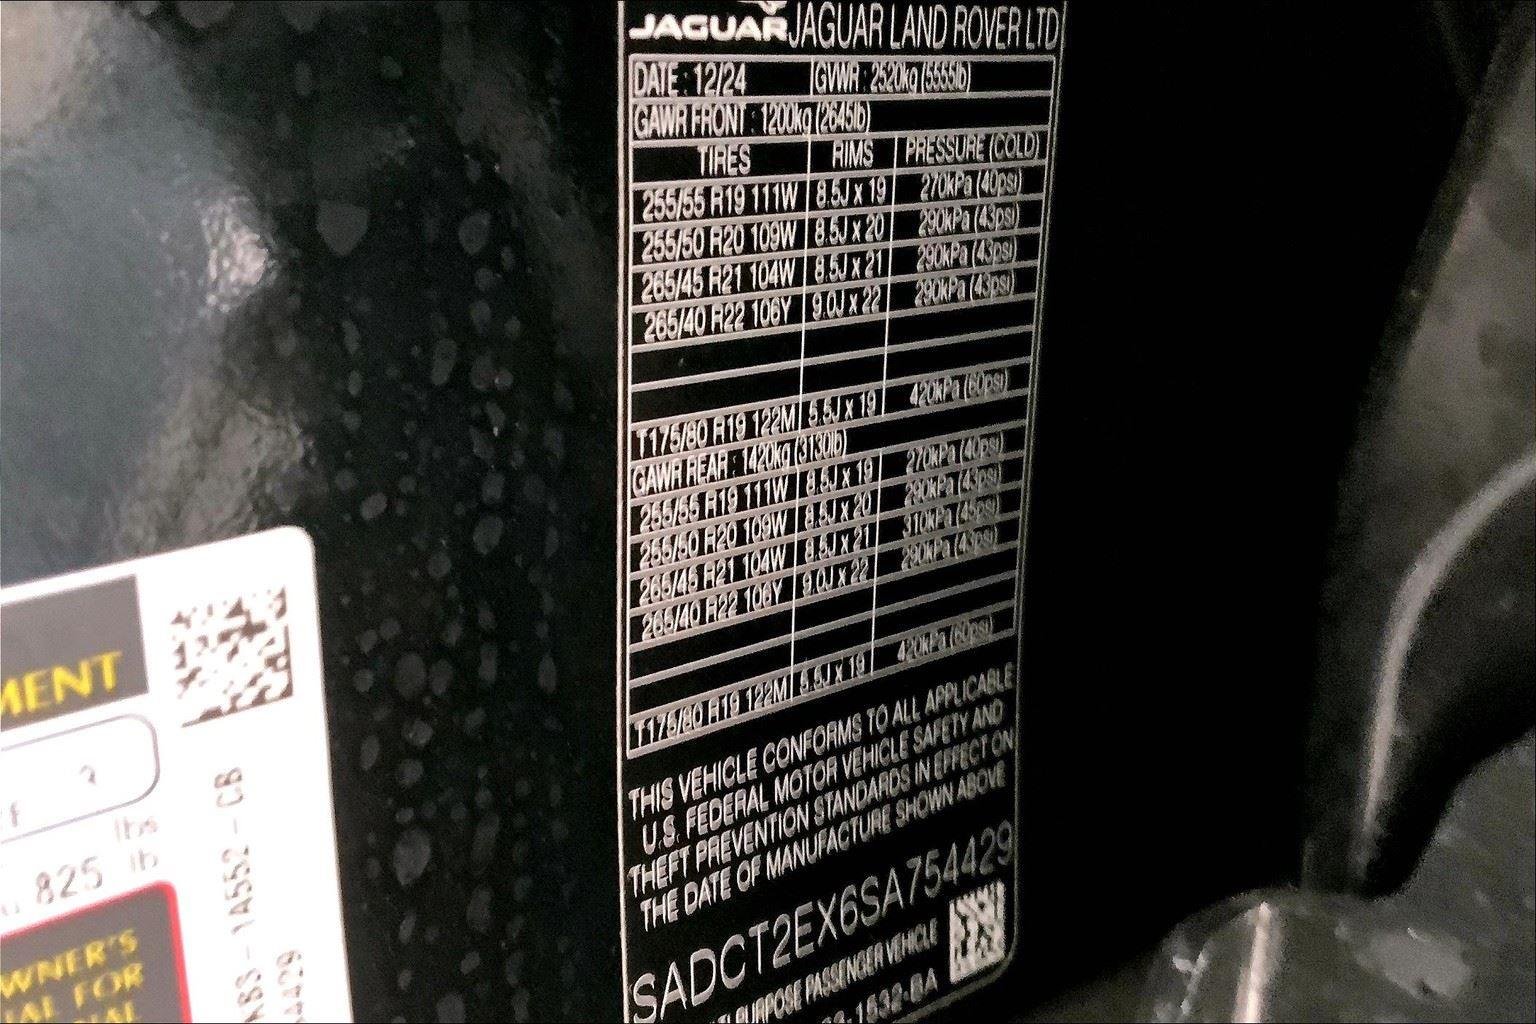 JAGUAR JAGUAR LAND ROVER LTD
DATE : 12/24 GVWR : 2520kg (5555lb)
GAWR FRONT : 1200kg (2645lb)
TIRES RIMS PRESSURE (COLD)
255/55 R19 111W 8.5J x 19 270kPa (40psi)
255/50 R20 109W 8.5J x 20 290kPa (43psi)
265/45 R21 104W 8.5J x 21 290kPa (43psi)
265/40 R22 106Y 9.0J x 22 290kPa (43psi)
T175/80 R19 122M 5.5J x 19 420kPa (60psi)
GAWR REAR : 1420kg (3130lb)
255/55 R19 111W 8.5J x 19 270kPa (40psi)
255/50 R20 109W 8.5J x 20 290kPa (43psi)
265/45 R21 104W 8.5J x 21 310kPa (45psi)
265/40 R22 106Y 9.0J x 22 290kPa (43psi)
T175/80 R19 122M 5.5J x 19 420kPa (60psi)
THIS VEHICLE CONFORMS TO ALL APPLICABLE
U.S. FEDERAL MOTOR VEHICLE SAFETY AND
THEFT PREVENTION STANDARDS IN EFFECT ON
THE DATE OF MANUFACTURE SHOWN ABOVE
SADCT2EX6SA754429
PURPOSE PASSENGER VEHICLE
-1532-BA
MENT
lbs
825 lb
WNER'S
FOR
-1A552-CB
4429